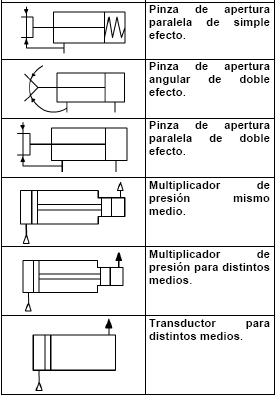 Pinza de apertura
paralela de simple
efecto.
Pinza de apertura
angular de doble
efecto.
Pinza de apertura
paralela de doble
efecto.
Multiplicador de
presión mismo
medio.
Multiplicador de
presión para distintos
medios.
Transductor para
distintos medios.